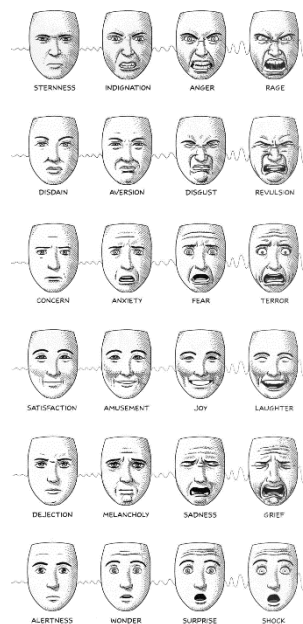 STERNNESS INDIGNATION ANGER RAGE
DISDAIN AVERSION DISGUST REVULSION
CONCERN ANXIETY FEAR TERROR
SATISFACTION AMUSEMENT JOY LAUGHTER
DEJECTION MELANCHOLY SADNESS GRIEF
ALERTNESS WONDER SURPRISE SHOCK